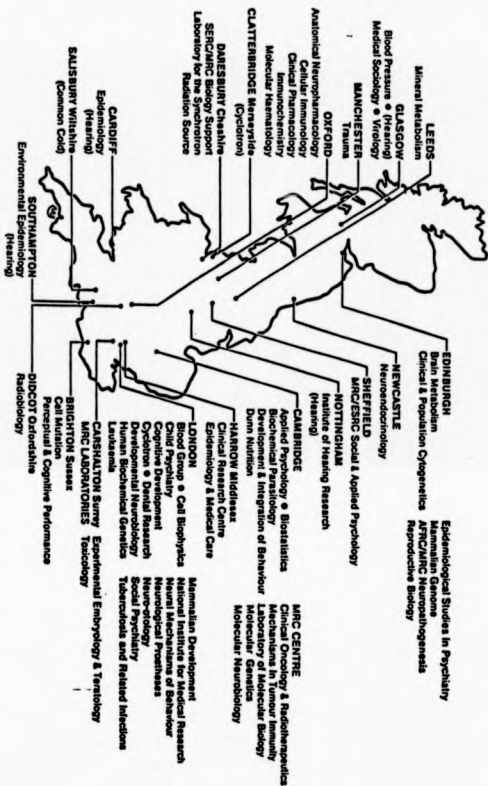 LEEDS
Mineral Metabolism
GLASGOW
Blood Pressure ● (Hearing)
Medical Sociology ● Virology
MANCHESTER
Trauma
OXFORD
Anatomical Neuropharmacology
Cellular Immunology
Clinical Pharmacology
Immunochemistry
Molecular Haematology
CLATTERBRIDGE Merseyside
(Cyclotron)
DARESBURY Cheshire
SERC/MRC Biology Support
Laboratory for the Synchrotron
Radiation Source
CARDIFF
Epidemiology
(Hearing)
SALISBURY Wiltshire
(Common Cold)
SOUTHAMPTON
Environmental Epidemiology
(Hearing)
EDINBURGH
Brain Metabolism
Clinical & Population Cytogenetics
Epidemiological Studies in Psychiatry
Mammalian Genome
AFRC/MRC Neuropathogenesis
Reproductive Biology
NEWCASTLE
Neuroendocrinology
SHEFFIELD
MRC/ESRC Social & Applied Psychology
NOTTINGHAM
Institute of Hearing Research
(Hearing)
CAMBRIDGE
Applied Psychology ● Biostatistics
Biochemical Parasitology
Development & Integration of Behaviour
Dunn Nutrition
MRC CENTRE
Clinical Oncology & Radiotherapeutics
Mechanisms in Tumour Immunity
Laboratory of Molecular Biology
Molecular Genetics
Molecular Neurobiology
HARROW Middlesex
Clinical Research Centre
Epidemiology & Medical Care
LONDON
Blood Group ● Cell Biophysics
Child Psychiatry
Cognitive Development
Cyclotron ● Dental Research
Developmental Neurobiology
Human Biochemical Genetics
Leukaemia
Mammalian Development
National Institute for Medical Research
Neural Mechanisms of Behaviour
Neurological Prostheses
Neuro-otology
Social Psychiatry
Tuberculosis and Related Infections
CARSHALTON Surrey
MRC LABORATORIES
Experimental Embryology & Teratology
Toxicology
BRIGHTON Sussex
Cell Mutation
Perceptual & Cognitive Performance
DIDCOT Oxfordshire
Radiobiology